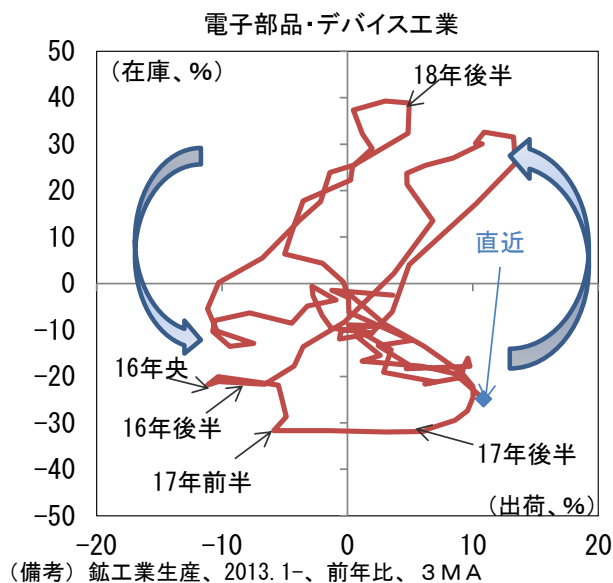 電子部品・デバイス工業
50
(在庫、%)
18年後半
40
30
20
10
直近
0
-10
16年央
-20
16年後半
-30
17年前半
17年後半
-40
(出荷、%)
-50
-20
-10
0
10
20
(備考)鉱工業生産、2013.1-、前年比、3MA